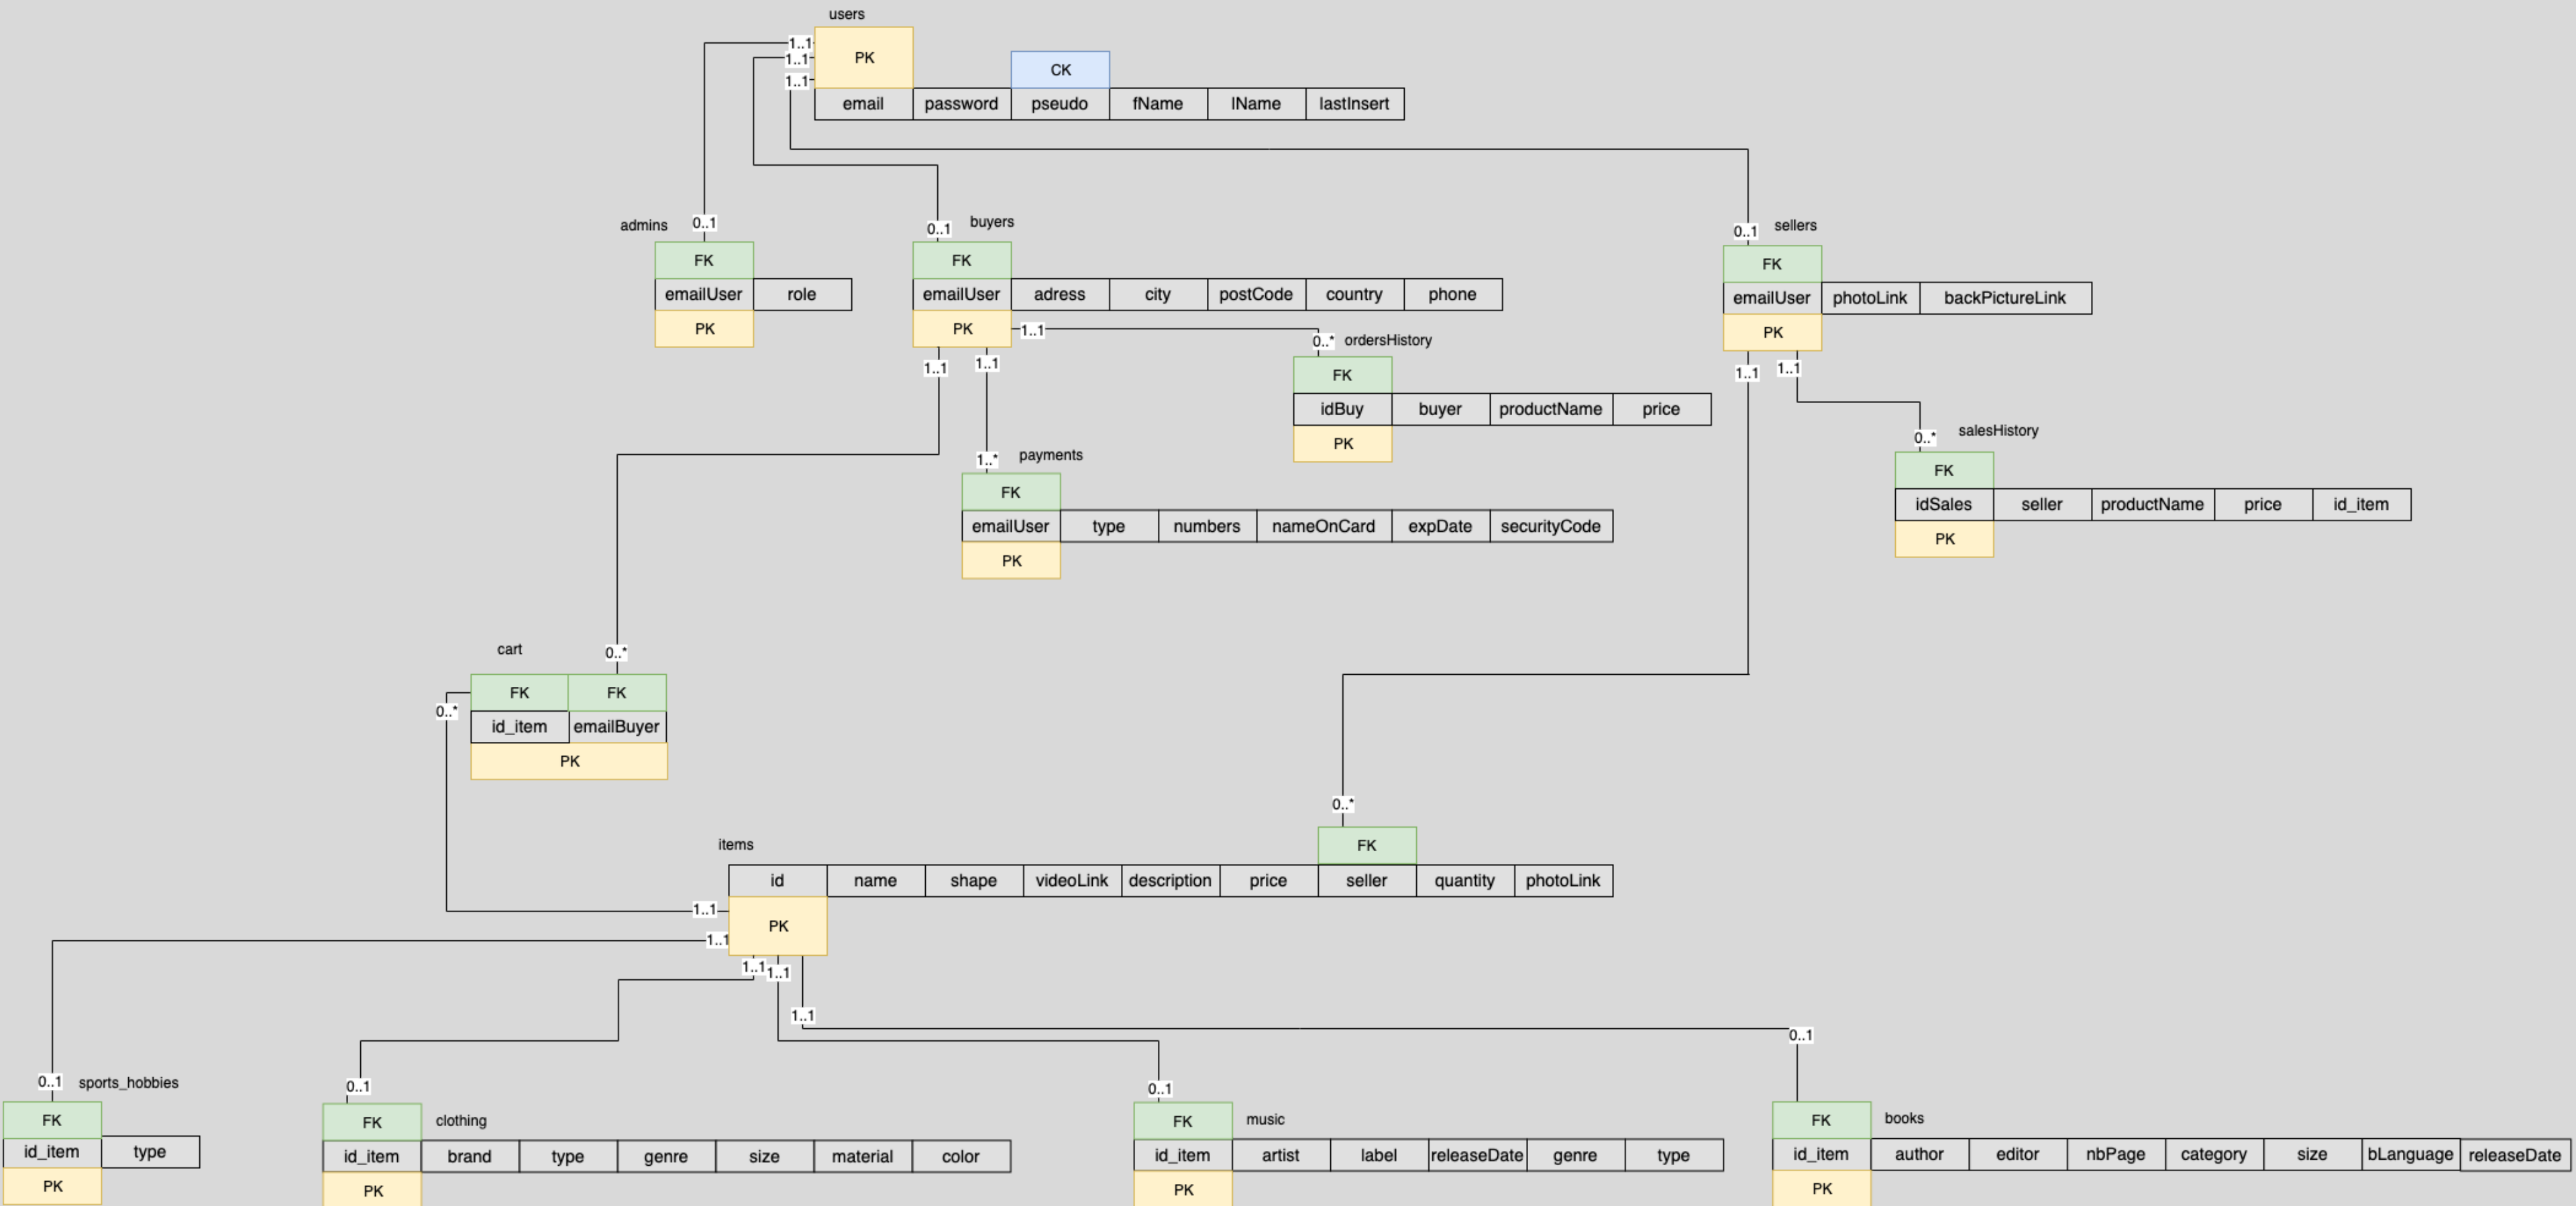 users
1..1
PK
1..1
CK
1..1
email password pseudo fName lName lastInsert
admins 0..1
buyers
0..1
sellers
0..1
FK
FK
FK
emailUser role
emailUser adress city postCode country phone
emailUser photoLink backPictureLink
PK
PK
PK
1..1
0..* ordersHistory
1..1
1..1
1..1
1..1
FK
idBuy buyer productName price
PK
0..*
salesHistory
1..*
payments
FK
FK
idSales seller productName price id_item
emailUser type numbers nameOnCard expDate securityCode
PK
PK
cart
0..*
FK FK
0..*
id_item emailBuyer
PK
0..*
items
FK
id name shape videoLink description price seller quantity photoLink
1..1
PK
1..1
1..1
1..1
1..1
0..1
0..1 sports_hobbies
0..1
0..1
FK
FK clothing
FK music
FK books
id_item type
id_item brand type genre size material color
id_item artist label releaseDate genre type
id_item author editor nbPage category size bLanguage releaseDate
PK
PK
PK
PK